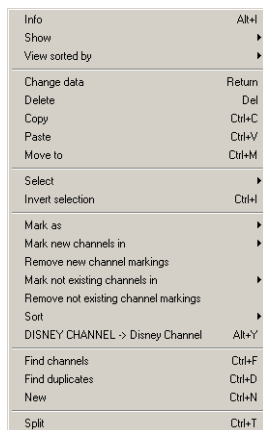 Info Alt+I
Show
View sorted by
Change data Return
Delete Del
Copy Ctrl+C
Paste Ctrl+V
Move to Ctrl+M
Select
Invert selection Ctrl+I
Mark as
Mark new channels in
Remove new channel markings
Mark not existing channels in
Remove not existing channel markings
Sort
DISNEY CHANNEL -> Disney Channel Alt+Y
Find channels Ctrl+F
Find duplicates Ctrl+D
New Ctrl+N
Split Ctrl+T